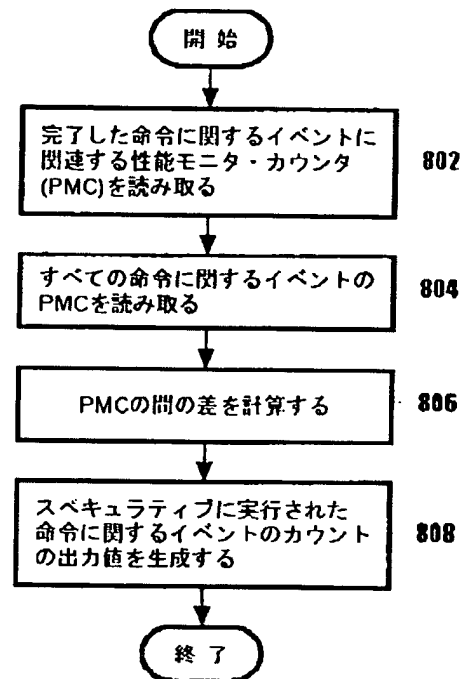 開 始
完了した命令に関するイベントに
関連する性能モニタ・カウンタ
(PMC)を読み取る
802
すべての命令に関するイベントの
PMCを読み取る
804
PMCの間の差を計算する
806
スペキュラティブに実行された
命令に関するイベントのカウント
の出力値を生成する
808
終 了